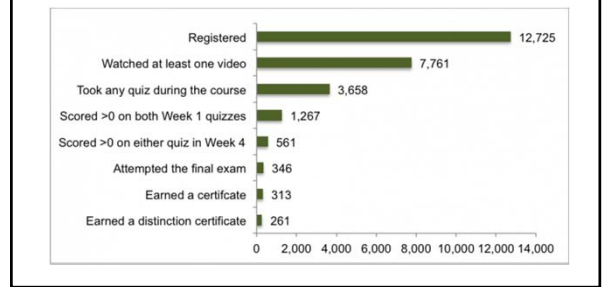 Registered 12,725
Watched at least one video 7,761
Took any quiz during the course 3,658
Scored >0 on both Week 1 quizzes 1,267
Scored >0 on either quiz in Week 4 561
Attempted the final exam 346
Earned a certifcate 313
Earned a distinction certificate 261
0 2,000 4,000 6,000 8,000 10,000 12,000 14,000